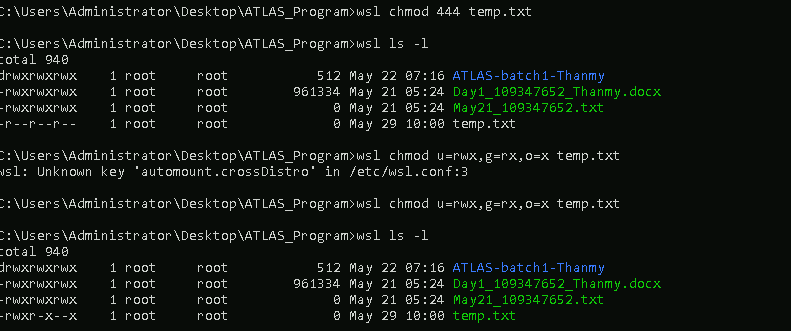 C:\Users\Administrator\Desktop\ATLAS_Program>wsl chmod 444 temp.txt
C:\Users\Administrator\Desktop\ATLAS_Program>wsl ls -l
total 940
drwxrwxrwx 1 root root 512 May 22 07:16 ATLAS-batch1-Thanmy
-rwxrwxrwx 1 root root 961334 May 21 05:24 Day1_109347652_Thanmy.docx
-rwxrwxrwx 1 root root 0 May 21 05:24 May21_109347652.txt
-r--r--r-- 1 root root 0 May 29 10:00 temp.txt
C:\Users\Administrator\Desktop\ATLAS_Program>wsl chmod u=rwx,g=rx,o=x temp.txt
wsl: Unknown key 'automount.crossDistro' in /etc/wsl.conf:3
C:\Users\Administrator\Desktop\ATLAS_Program>wsl chmod u=rwx,g=rx,o=x temp.txt
C:\Users\Administrator\Desktop\ATLAS_Program>wsl ls -l
total 940
drwxrwxrwx 1 root root 512 May 22 07:16 ATLAS-batch1-Thanmy
-rwxrwxrwx 1 root root 961334 May 21 05:24 Day1_109347652_Thanmy.docx
-rwxrwxrwx 1 root root 0 May 21 05:24 May21_109347652.txt
-rwxr-x--x 1 root root 0 May 29 10:00 temp.txt